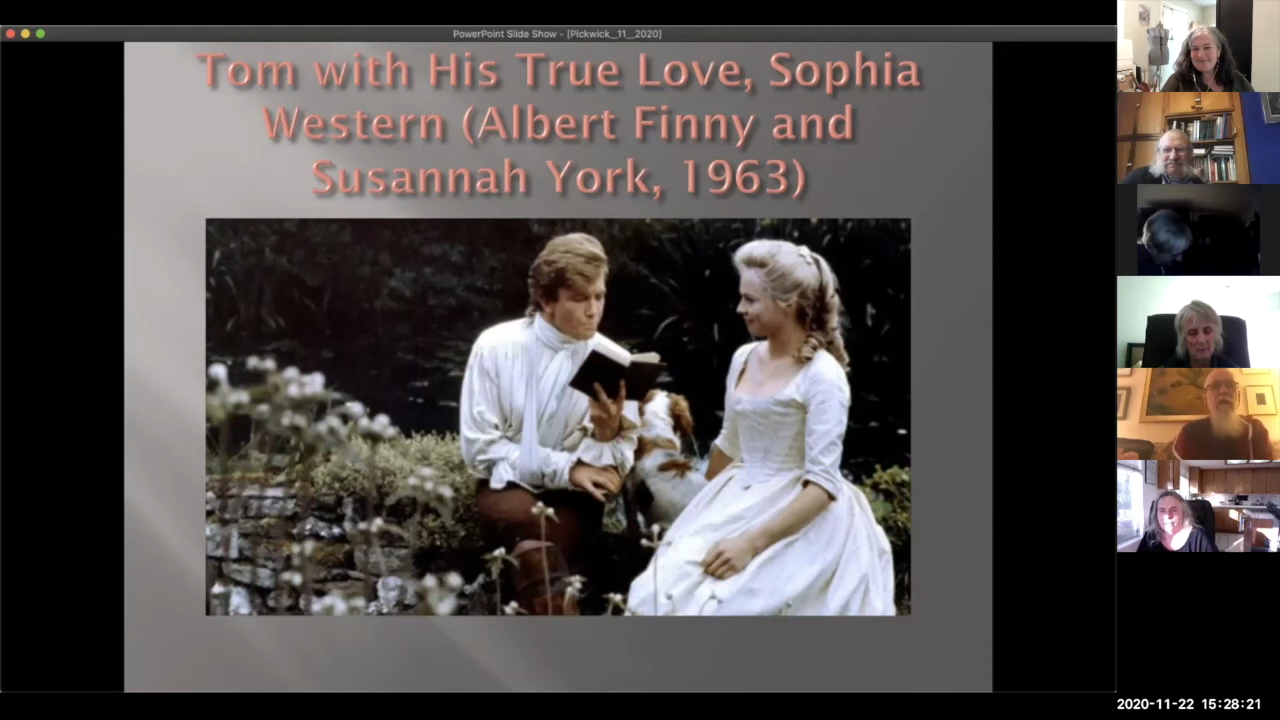 PowerPoint Slide Show - [Pickwick_11_2020]
Tom with His True Love, Sophia
Western (Albert Finny and
Susannah York, 1963)
2020-11-22 15:28:21